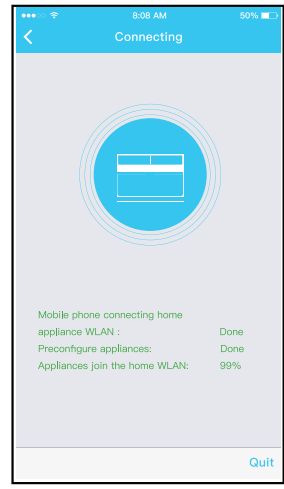 8:08 AM 50%
Connecting
Mobile phone connecting home
appliance WLAN : Done
Preconfigure appliances: Done
Appliances join the home WLAN: 99%
Quit